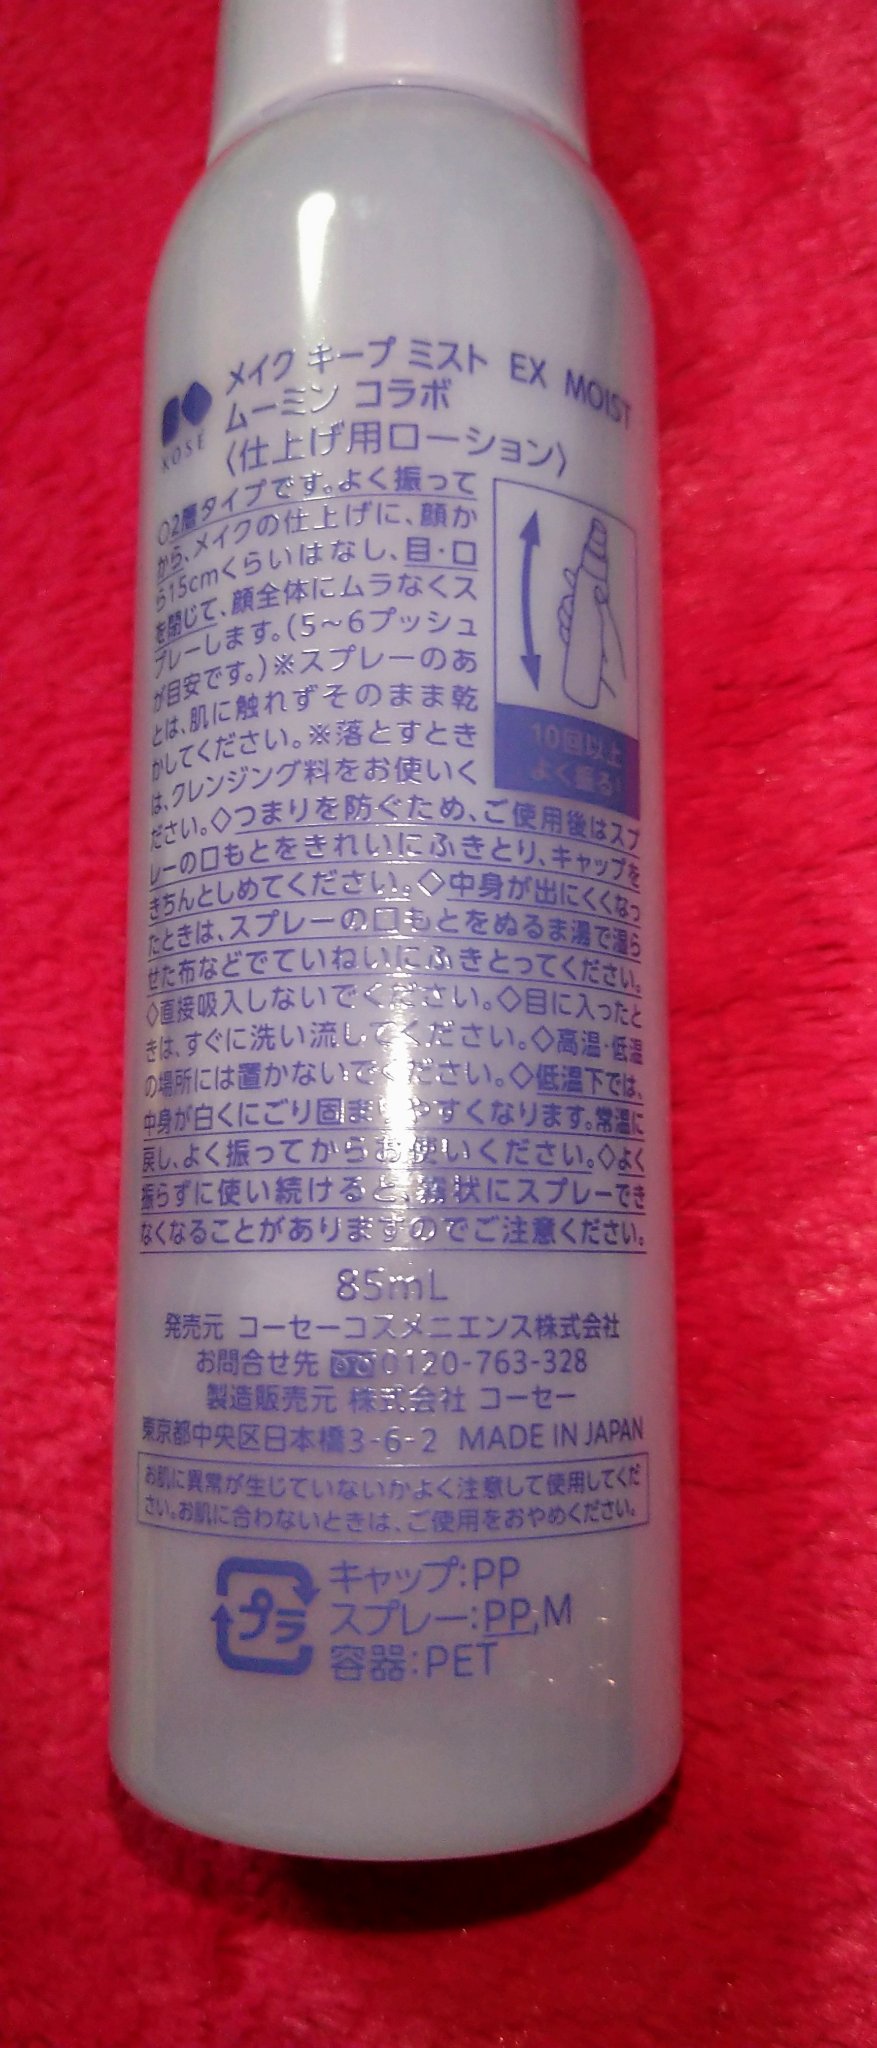 KOSÉ
メイク キープ ミスト EX MOIST
ムーミン コラボ
〈仕上げ用ローション〉
○2層タイプです。よく振って
から、メイクの仕上げに、顔か
ら15cmくらいはなし、目・口
を閉じて、顔全体にムラなくス
プレーします。(5～6プッシュ
が目安です。)※スプレーのあ
とは、肌に触れずそのまま乾
かしてください。※落とすとき
は、クレンジング料をお使いく
ださい。◇つまりを防ぐため、ご使用後はスプ
レーの口もとをきれいにふきとり、キャップを
きちんとしめてください。◇中身が出にくくなっ
たときは、スプレーの口もとをぬるま湯で湿ら
せた布などでていねいにふきとってください。
◇直接吸入しないでください。◇目に入ったと
きは、すぐに洗い流してください。◇高温・低温
の場所には置かないでください。◇低温下では、
中身が白くにごり固まりやすくなります。常温に
戻し、よく振ってからお使いください。◇よく
振らずに使い続けると、霧状にスプレーでき
なくなることがありますのでご注意ください。
10回以上
よく振る!
85mL
発売元 コーセーコスメニエンス株式会社
お問合せ先 0120-763-328
製造販売元 株式会社 コーセー
東京都中央区日本橋3-6-2 MADE IN JAPAN
お肌に異常が生じていないかよく注意して使用してくだ
さい。お肌に合わないときは、ご使用をおやめください。
プラ
キャップ:PP
スプレー:PP,M
容器:PET